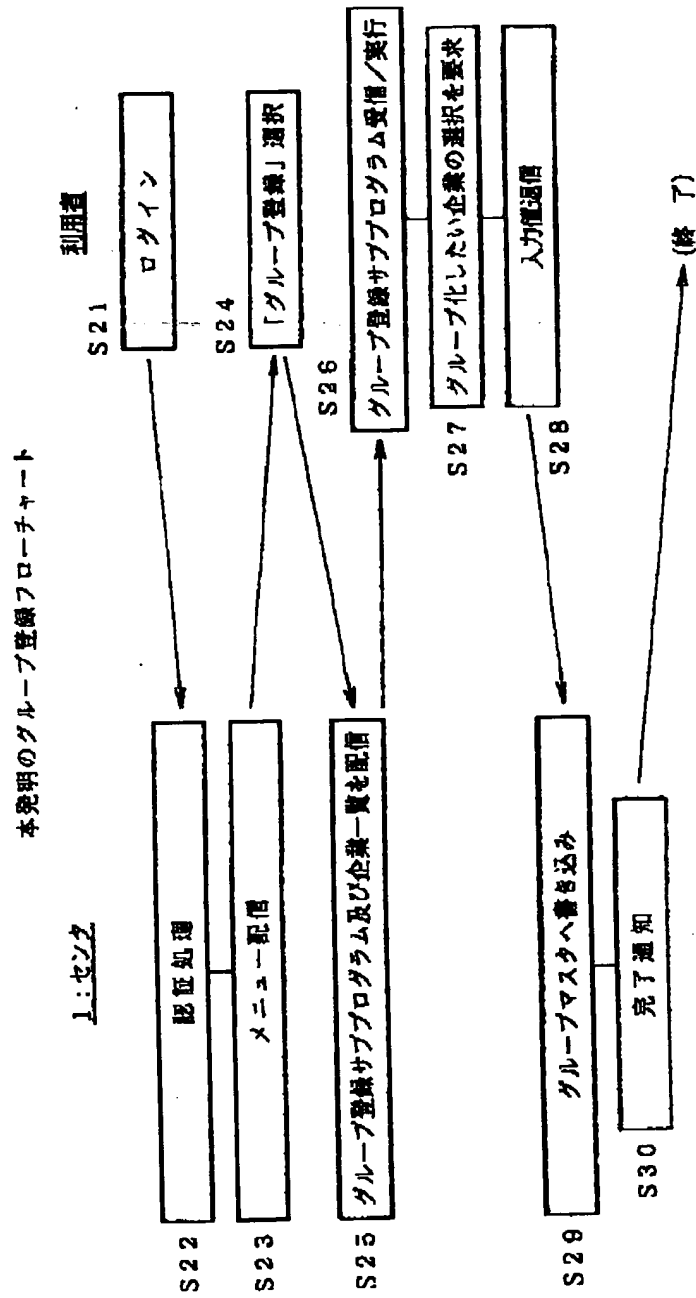 本発明のグループ登録フローチャート
1:センタ
利用者
S21
ログイン
S22
認証処理
S23
メニュー配信
S24
「グループ登録」選択
S25
グループ登録サブプログラム及び企業一覧を配信
S26
グループ登録サブプログラム受信/実行
S27
グループ化したい企業の選択を要求
S28
入力値返信
S29
グループマスタへ書き込み
S30
完了通知
(終 了)